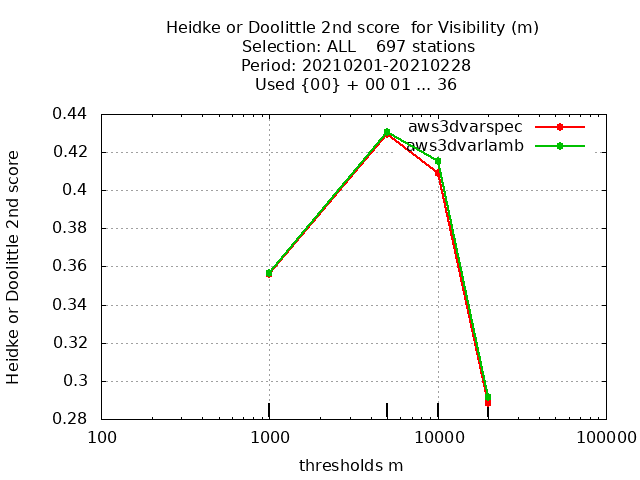 Heidke or Doolittle 2nd score  for Visibility (m)
Selection: ALL    697 stations
Period: 20210201-20210228
Used {00} + 00 01 ... 36
Heidke or Doolittle 2nd score
0.44
0.42
0.4
0.38
0.36
0.34
0.32
0.3
0.28
aws3dvarspec
aws3dvarlamb
100
1000
10000
100000
thresholds m